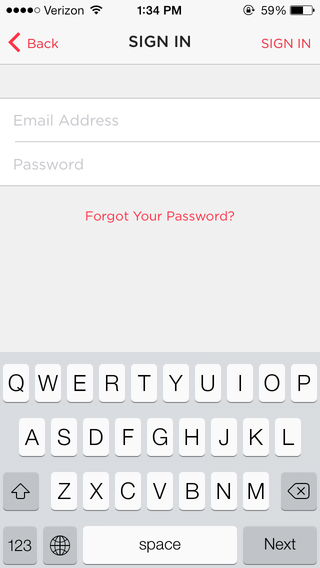 Verizon 1:34 PM 59%
Back SIGN IN SIGN IN
Email Address
Password
Forgot Your Password?
Q W E R T Y U I O P
A S D F G H J K L
Z X C V B N M
123 space Next